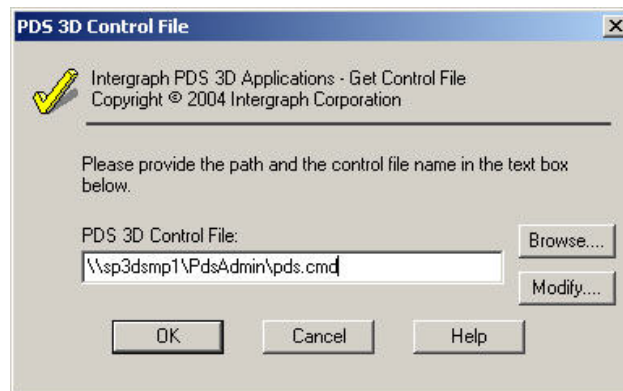 PDS 3D Control File
Intergraph PDS 3D Applications - Get Control File
Copyright © 2004 Intergraph Corporation
Please provide the path and the control file name in the text box
below.
PDS 3D Control File:
Browse....
\\sp3dsmp1\PdsAdmin\pds.cmd
Modify....
OK Cancel Help